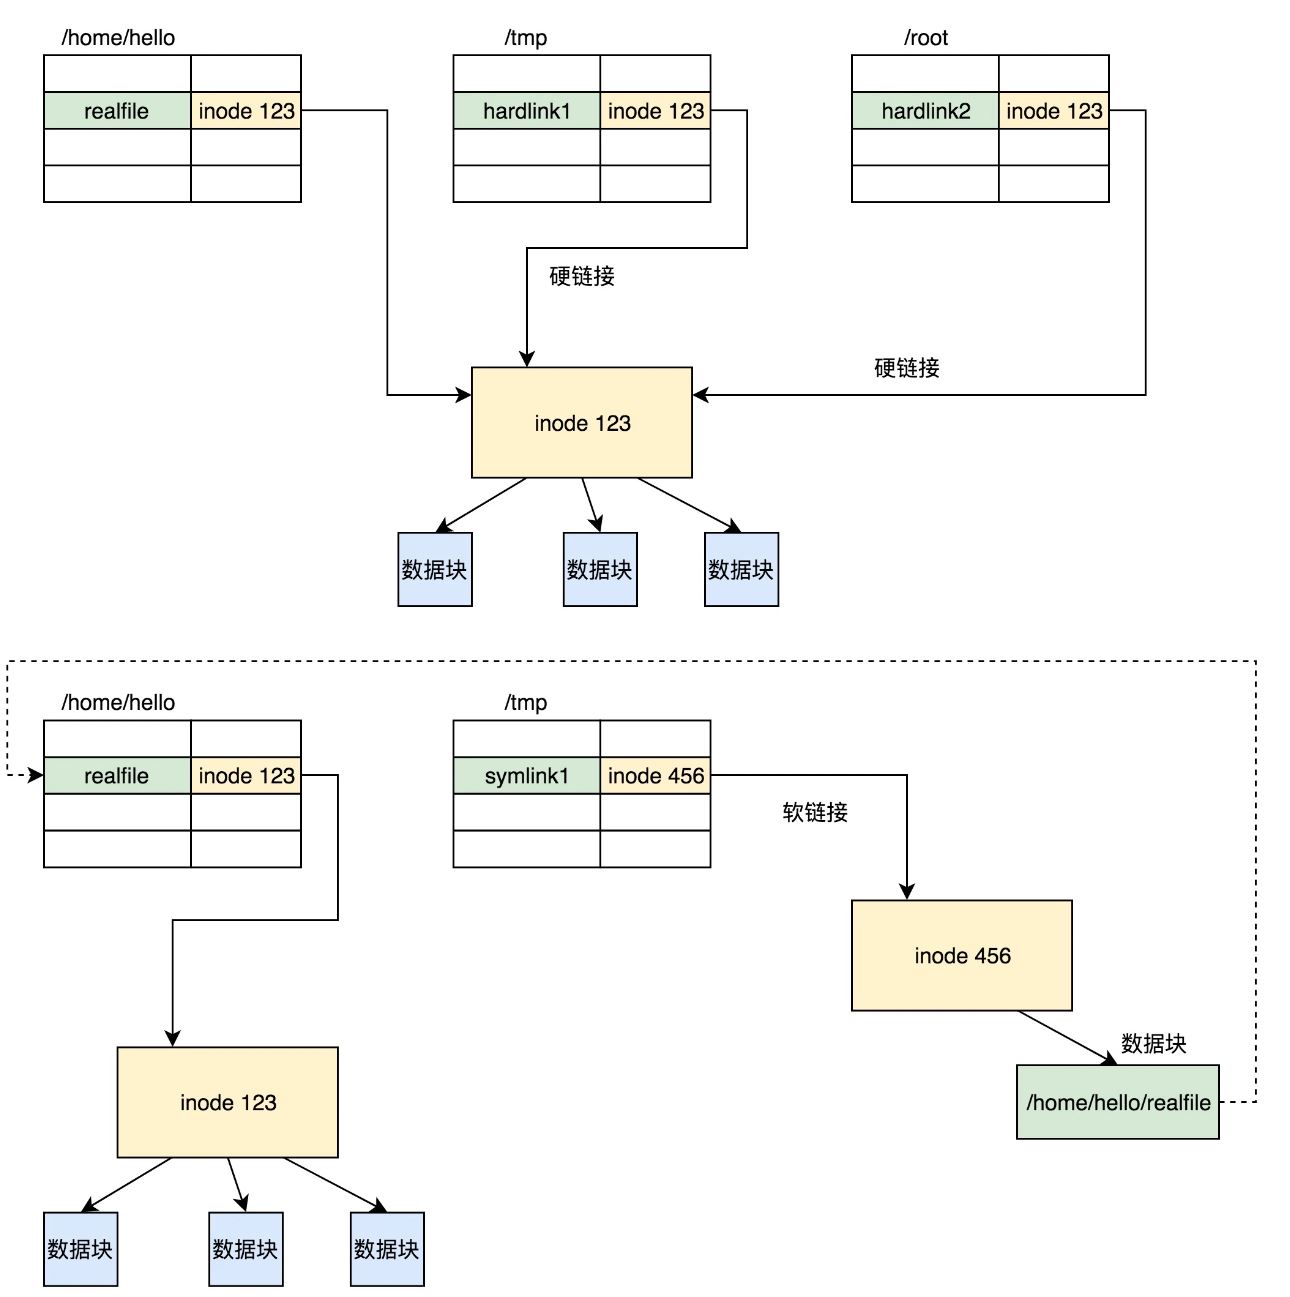 /home/hello
/tmp
/root
realfile
inode 123
hardlink1
inode 123
hardlink2
inode 123
硬链接
硬链接
inode 123
数据块
数据块
数据块
/home/hello
/tmp
realfile
inode 123
symlink1
inode 456
软链接
inode 456
数据块
/home/hello/realfile
inode 123
数据块
数据块
数据块